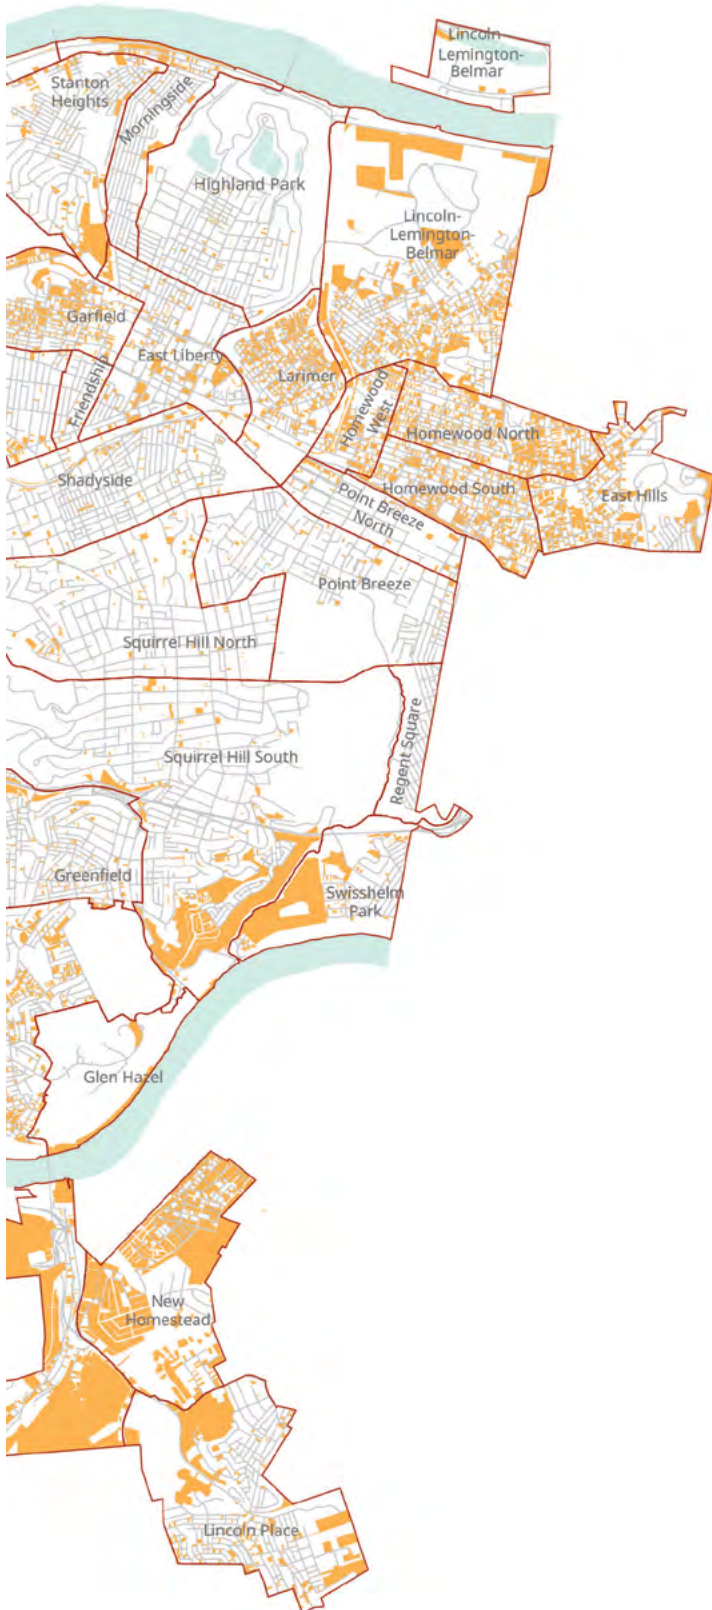 Lincoln-
Lemington-
Belmar
Stanton
Heights
Morningside
Highland Park
Lincoln-
Lemington-
Belmar
Garfield
East Liberty
Friendship
Larimer
Homewood
West
Homewood North
Shadyside
Homewood South
East Hills
Point Breeze
North
Point Breeze
Squirrel Hill North
Regent Square
Squirrel Hill South
Greenfield
Swisshelm
Park
Glen Hazel
New
Homestead
Lincoln Place